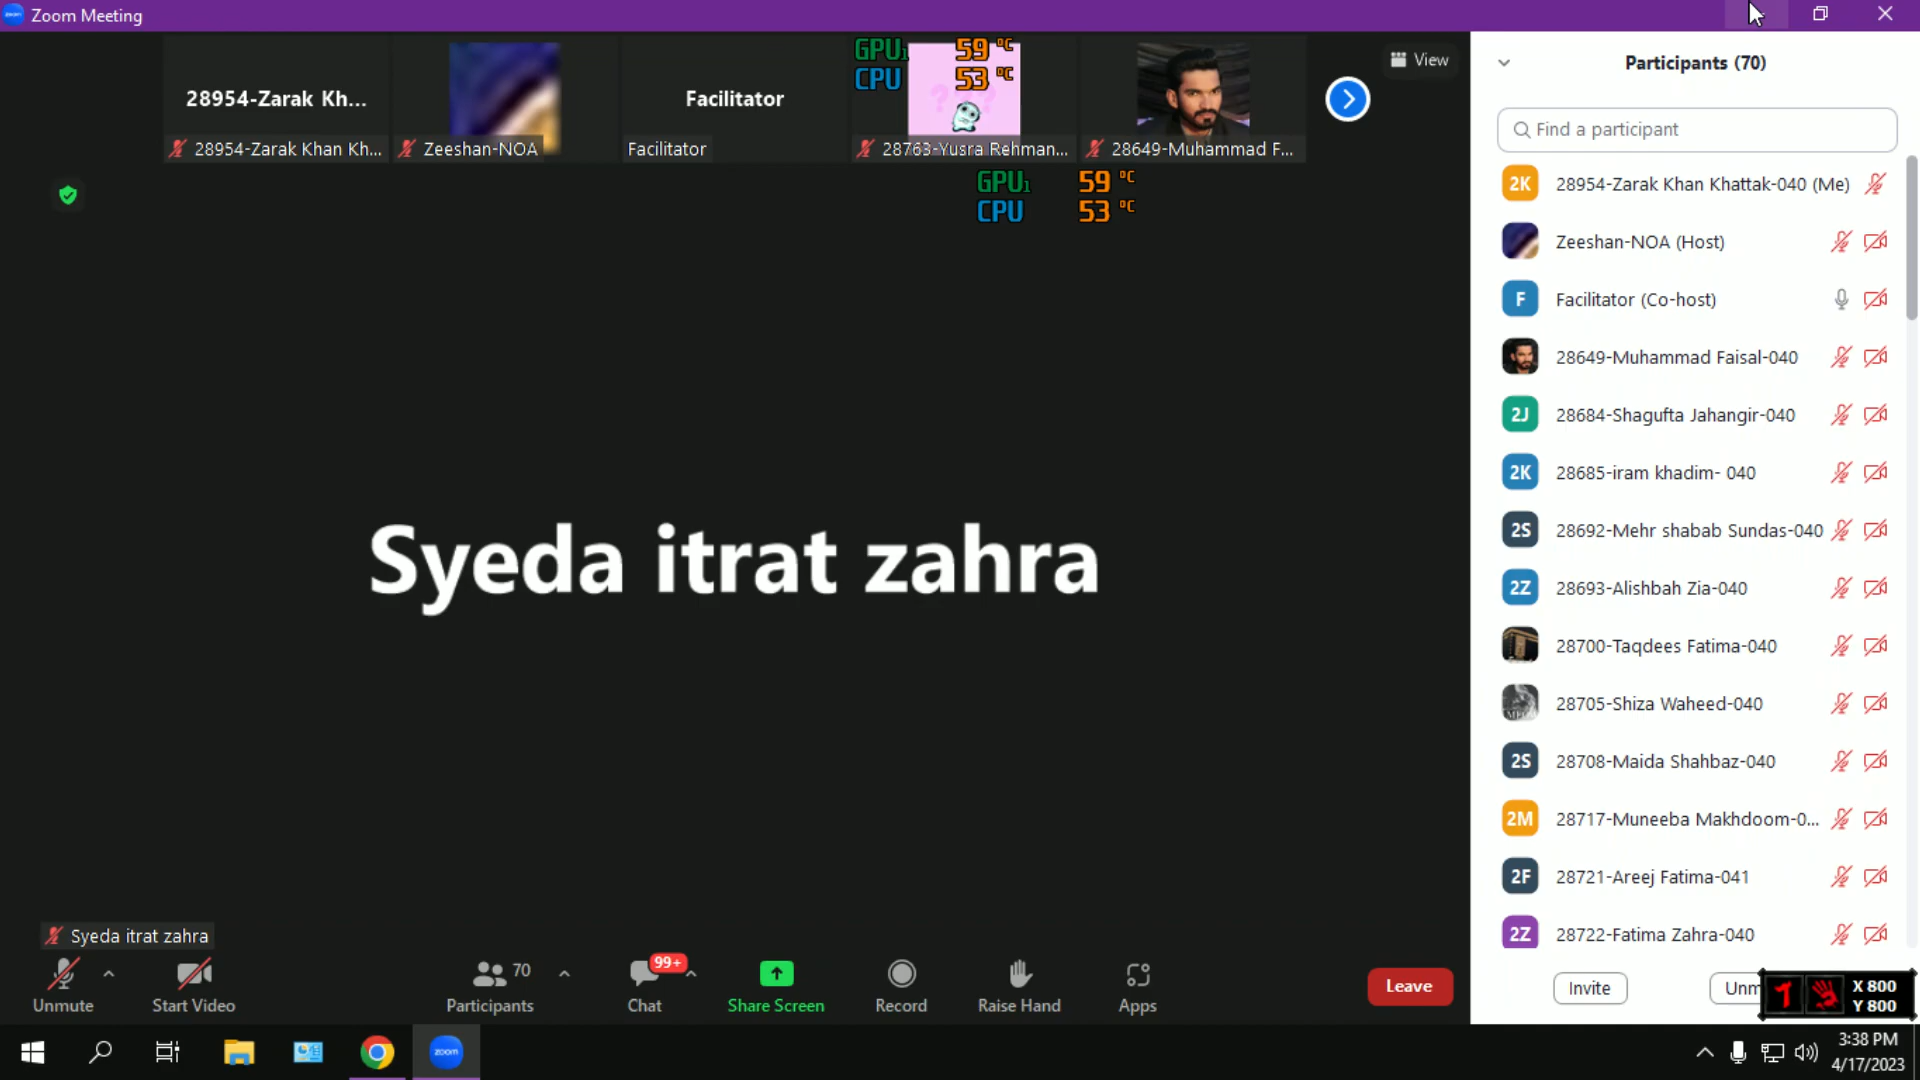 Zoom Meeting
28954-Zarak Kh...
28954-Zarak Khan Kh...
Zeeshan-NOA
Facilitator
Facilitator
GPU1 59 °C
CPU 53 °C
28763-Yusra Rehman...
28649-Muhammad F...
View
GPU1 59 °C
CPU 53 °C
Syeda itrat zahra
Syeda itrat zahra
Unmute
Start Video
70
Participants
99+
Chat
Share Screen
Record
Raise Hand
Apps
Leave
Participants (70)
Find a participant
2K 28954-Zarak Khan Khattak-040 (Me)
Zeeshan-NOA (Host)
F Facilitator (Co-host)
28649-Muhammad Faisal-040
2J 28684-Shagufta Jahangir-040
2K 28685-iram khadim- 040
2S 28692-Mehr shabab Sundas-040
2Z 28693-Alishbah Zia-040
28700-Taqdees Fatima-040
28705-Shiza Waheed-040
2S 28708-Maida Shahbaz-040
2M 28717-Muneeba Makhdoom-0...
2F 28721-Areej Fatima-041
2Z 28722-Fatima Zahra-040
Invite
Unm
X 800
Y 800
zoom
3:38 PM
4/17/2023